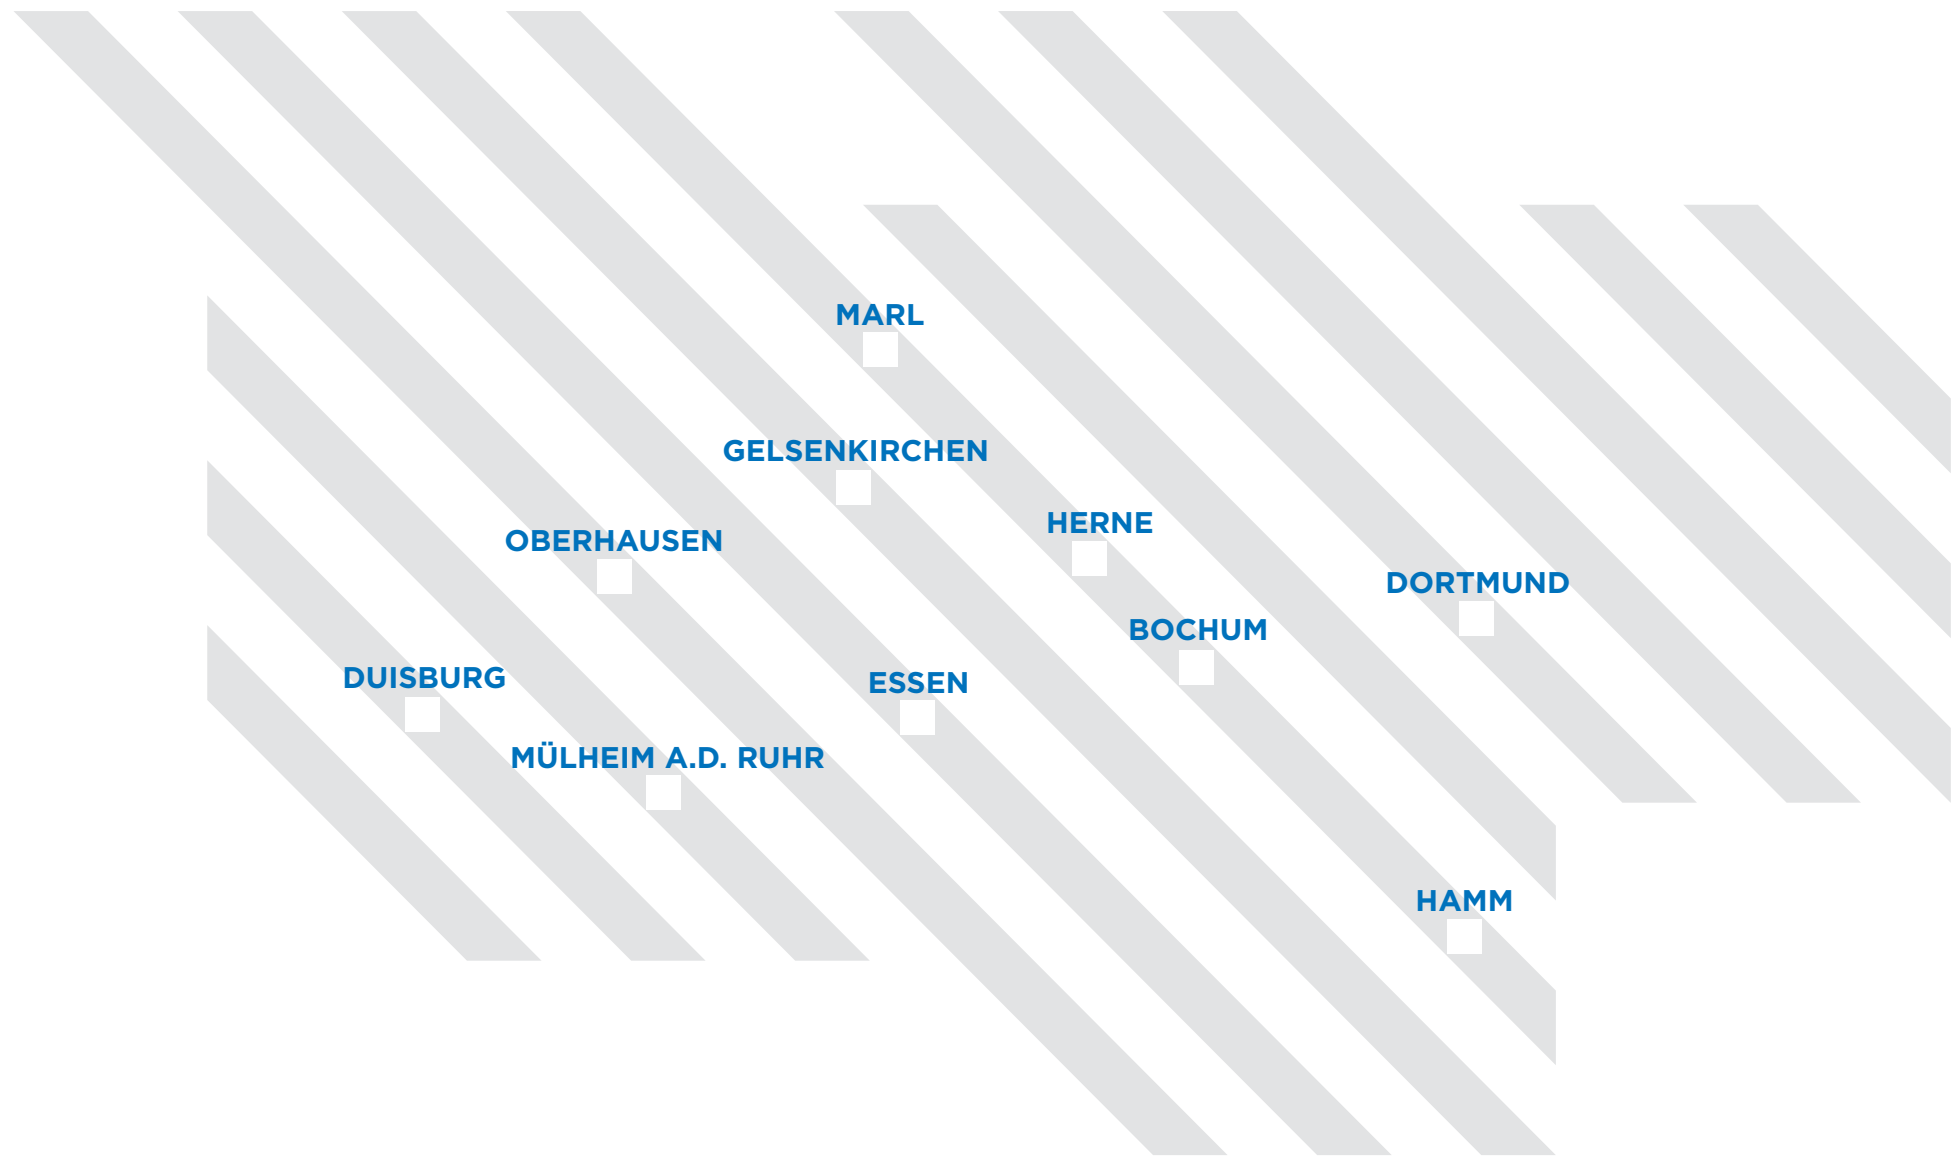 MARL
GELSENKIRCHEN
HERNE
OBERHAUSEN
DORTMUND
BOCHUM
DUISBURG
ESSEN
MÜLHEIM A.D. RUHR
HAMM